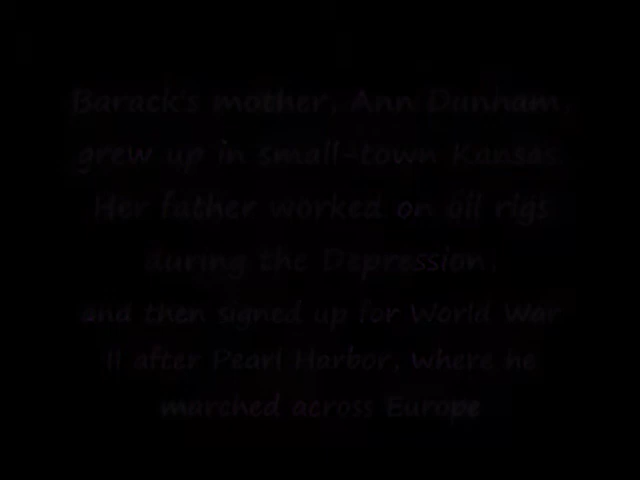 Barack's mother, Ann Dunham,
grew up in small-town Kansas.
Her father worked on oil rigs
during the Depression,
and then signed up for World War
II after Pearl Harbor, where he
marched across Europe